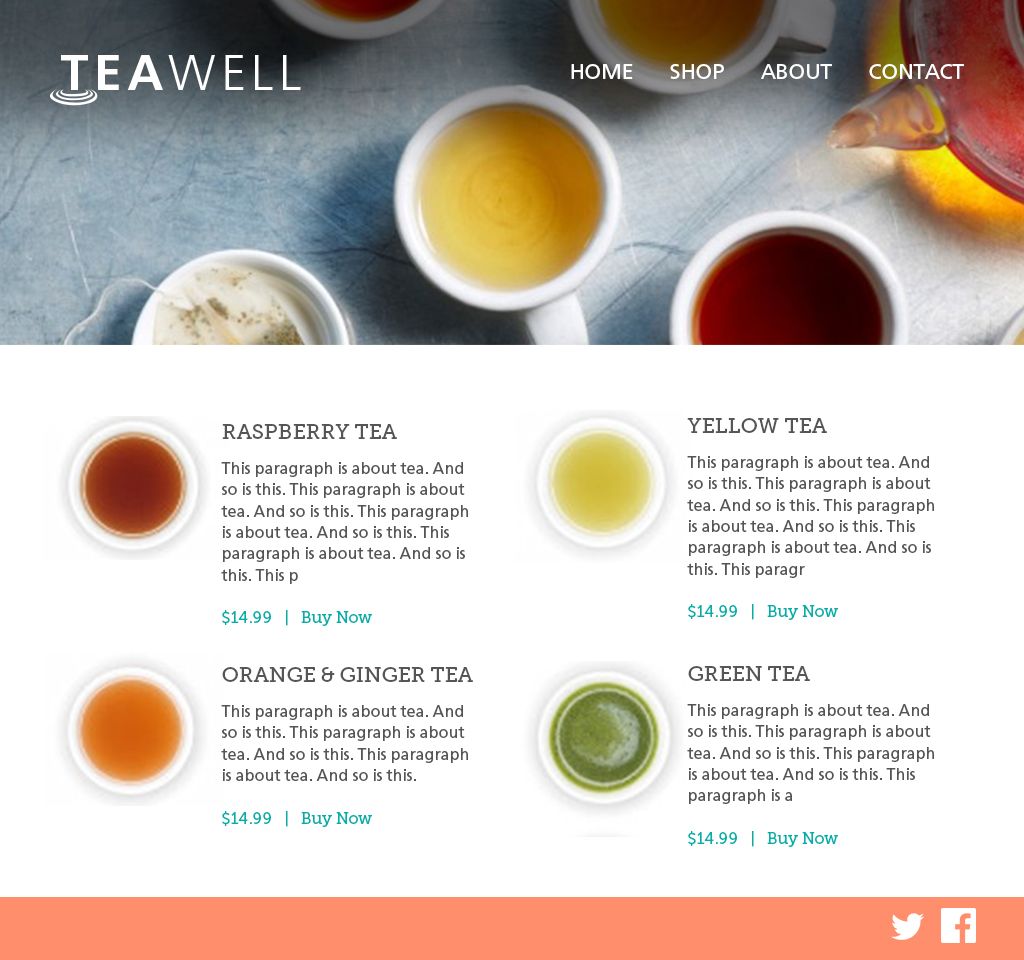 TEAWELL
HOME SHOP ABOUT CONTACT
RASPBERRY TEA
This paragraph is about tea. And
so is this. This paragraph is about
tea. And so is this. This paragraph
is about tea. And so is this. This
paragraph is about tea. And so is
this. This p
$14.99 | Buy Now
YELLOW TEA
This paragraph is about tea. And
so is this. This paragraph is about
tea. And so is this. This paragraph
is about tea. And so is this. This
paragraph is about tea. And so is
this. This paragr
$14.99 | Buy Now
ORANGE & GINGER TEA
This paragraph is about tea. And
so is this. This paragraph is about
tea. And so is this. This paragraph
is about tea. And so is this.
$14.99 | Buy Now
GREEN TEA
This paragraph is about tea. And
so is this. This paragraph is about
tea. And so is this. This paragraph
is about tea. And so is this. This
paragraph is a
$14.99 | Buy Now